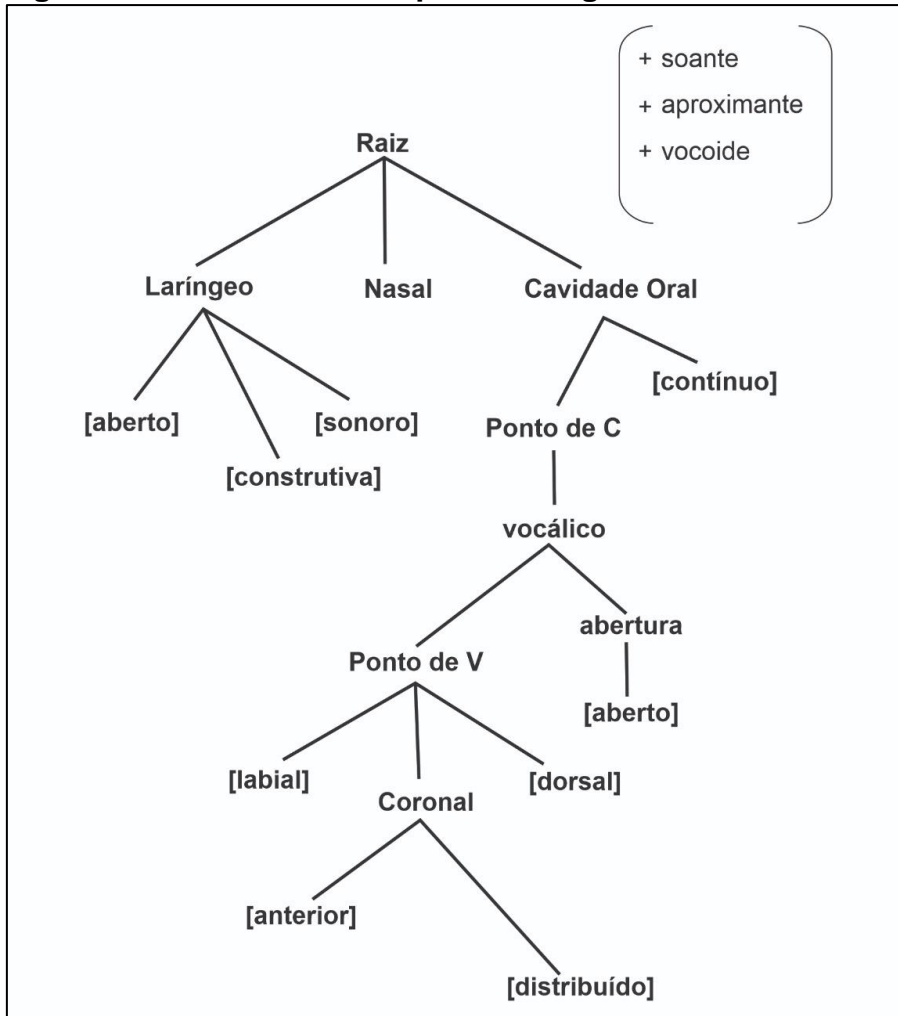 + soante
+ aproximante
+ vocoide
Raiz
Laríngeo
Nasal
Cavidade Oral
[contínuo]
[aberto]
[sonoro]
Ponto de C
[construtiva]
vocálico
abertura
Ponto de V
[aberto]
[labial]
[dorsal]
Coronal
[anterior]
[distribuído]